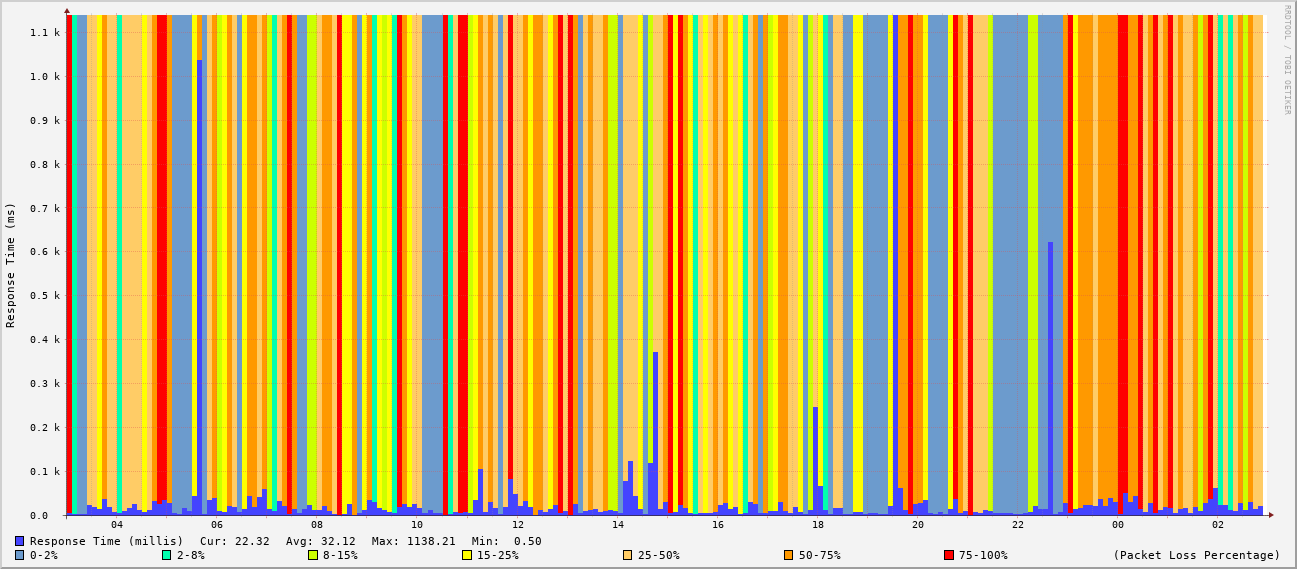 RRDTOOL / TOBI OETIKER
Response Time (ms)
1.1 k
1.0 k
0.9 k
0.8 k
0.7 k
0.6 k
0.5 k
0.4 k
0.3 k
0.2 k
0.1 k
0.0
04 06 08 10 12 14 16 18 20 22 00 02
Response Time (millis) Cur: 22.32 Avg: 32.12 Max: 1138.21 Min: 0.50
0-2% 2-8% 8-15% 15-25% 25-50% 50-75% 75-100% (Packet Loss Percentage)